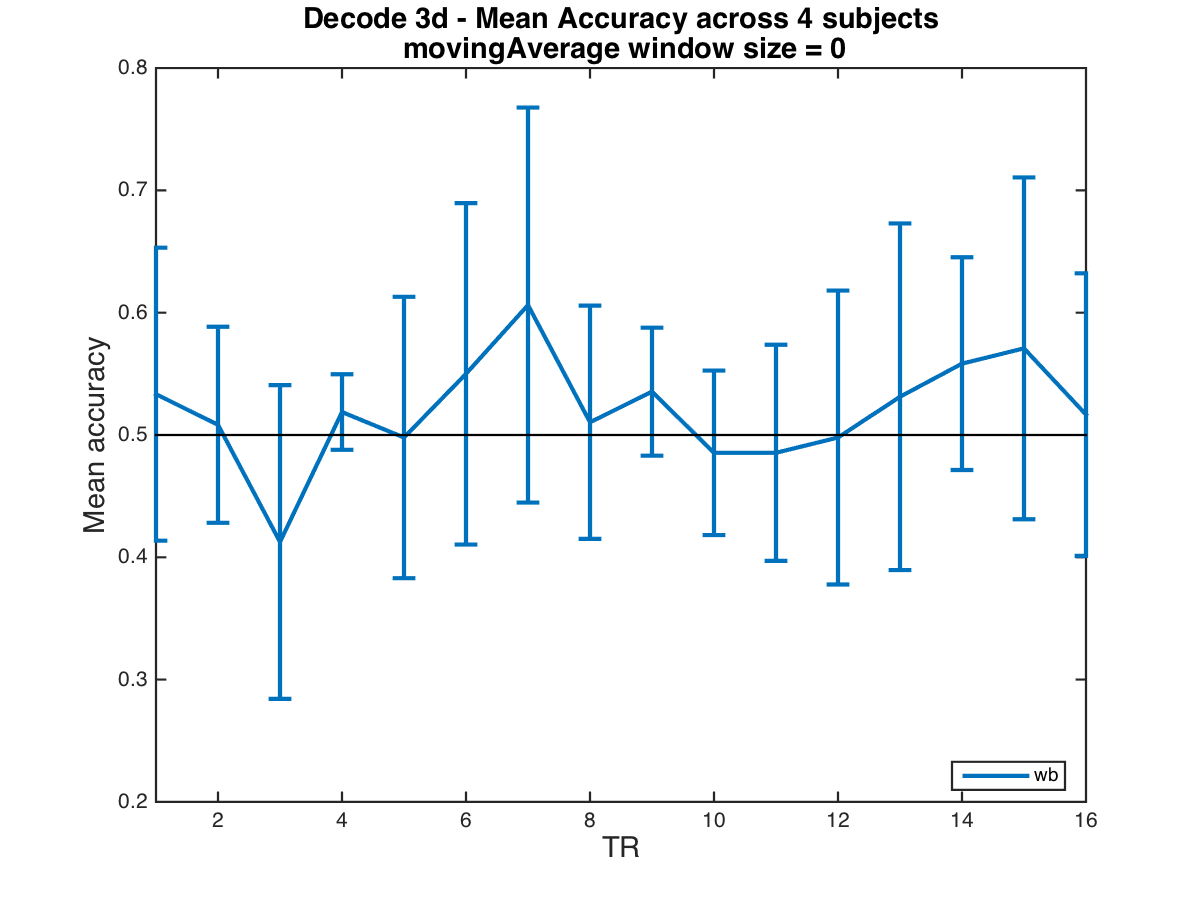 Decode 3d - Mean Accuracy across 4 subjects
movingAverage window size = 0
0.8
0.7
0.6
0.5
0.4
0.3
0.2
Mean accuracy
wb
2 4 6 8 10 12 14 16
TR